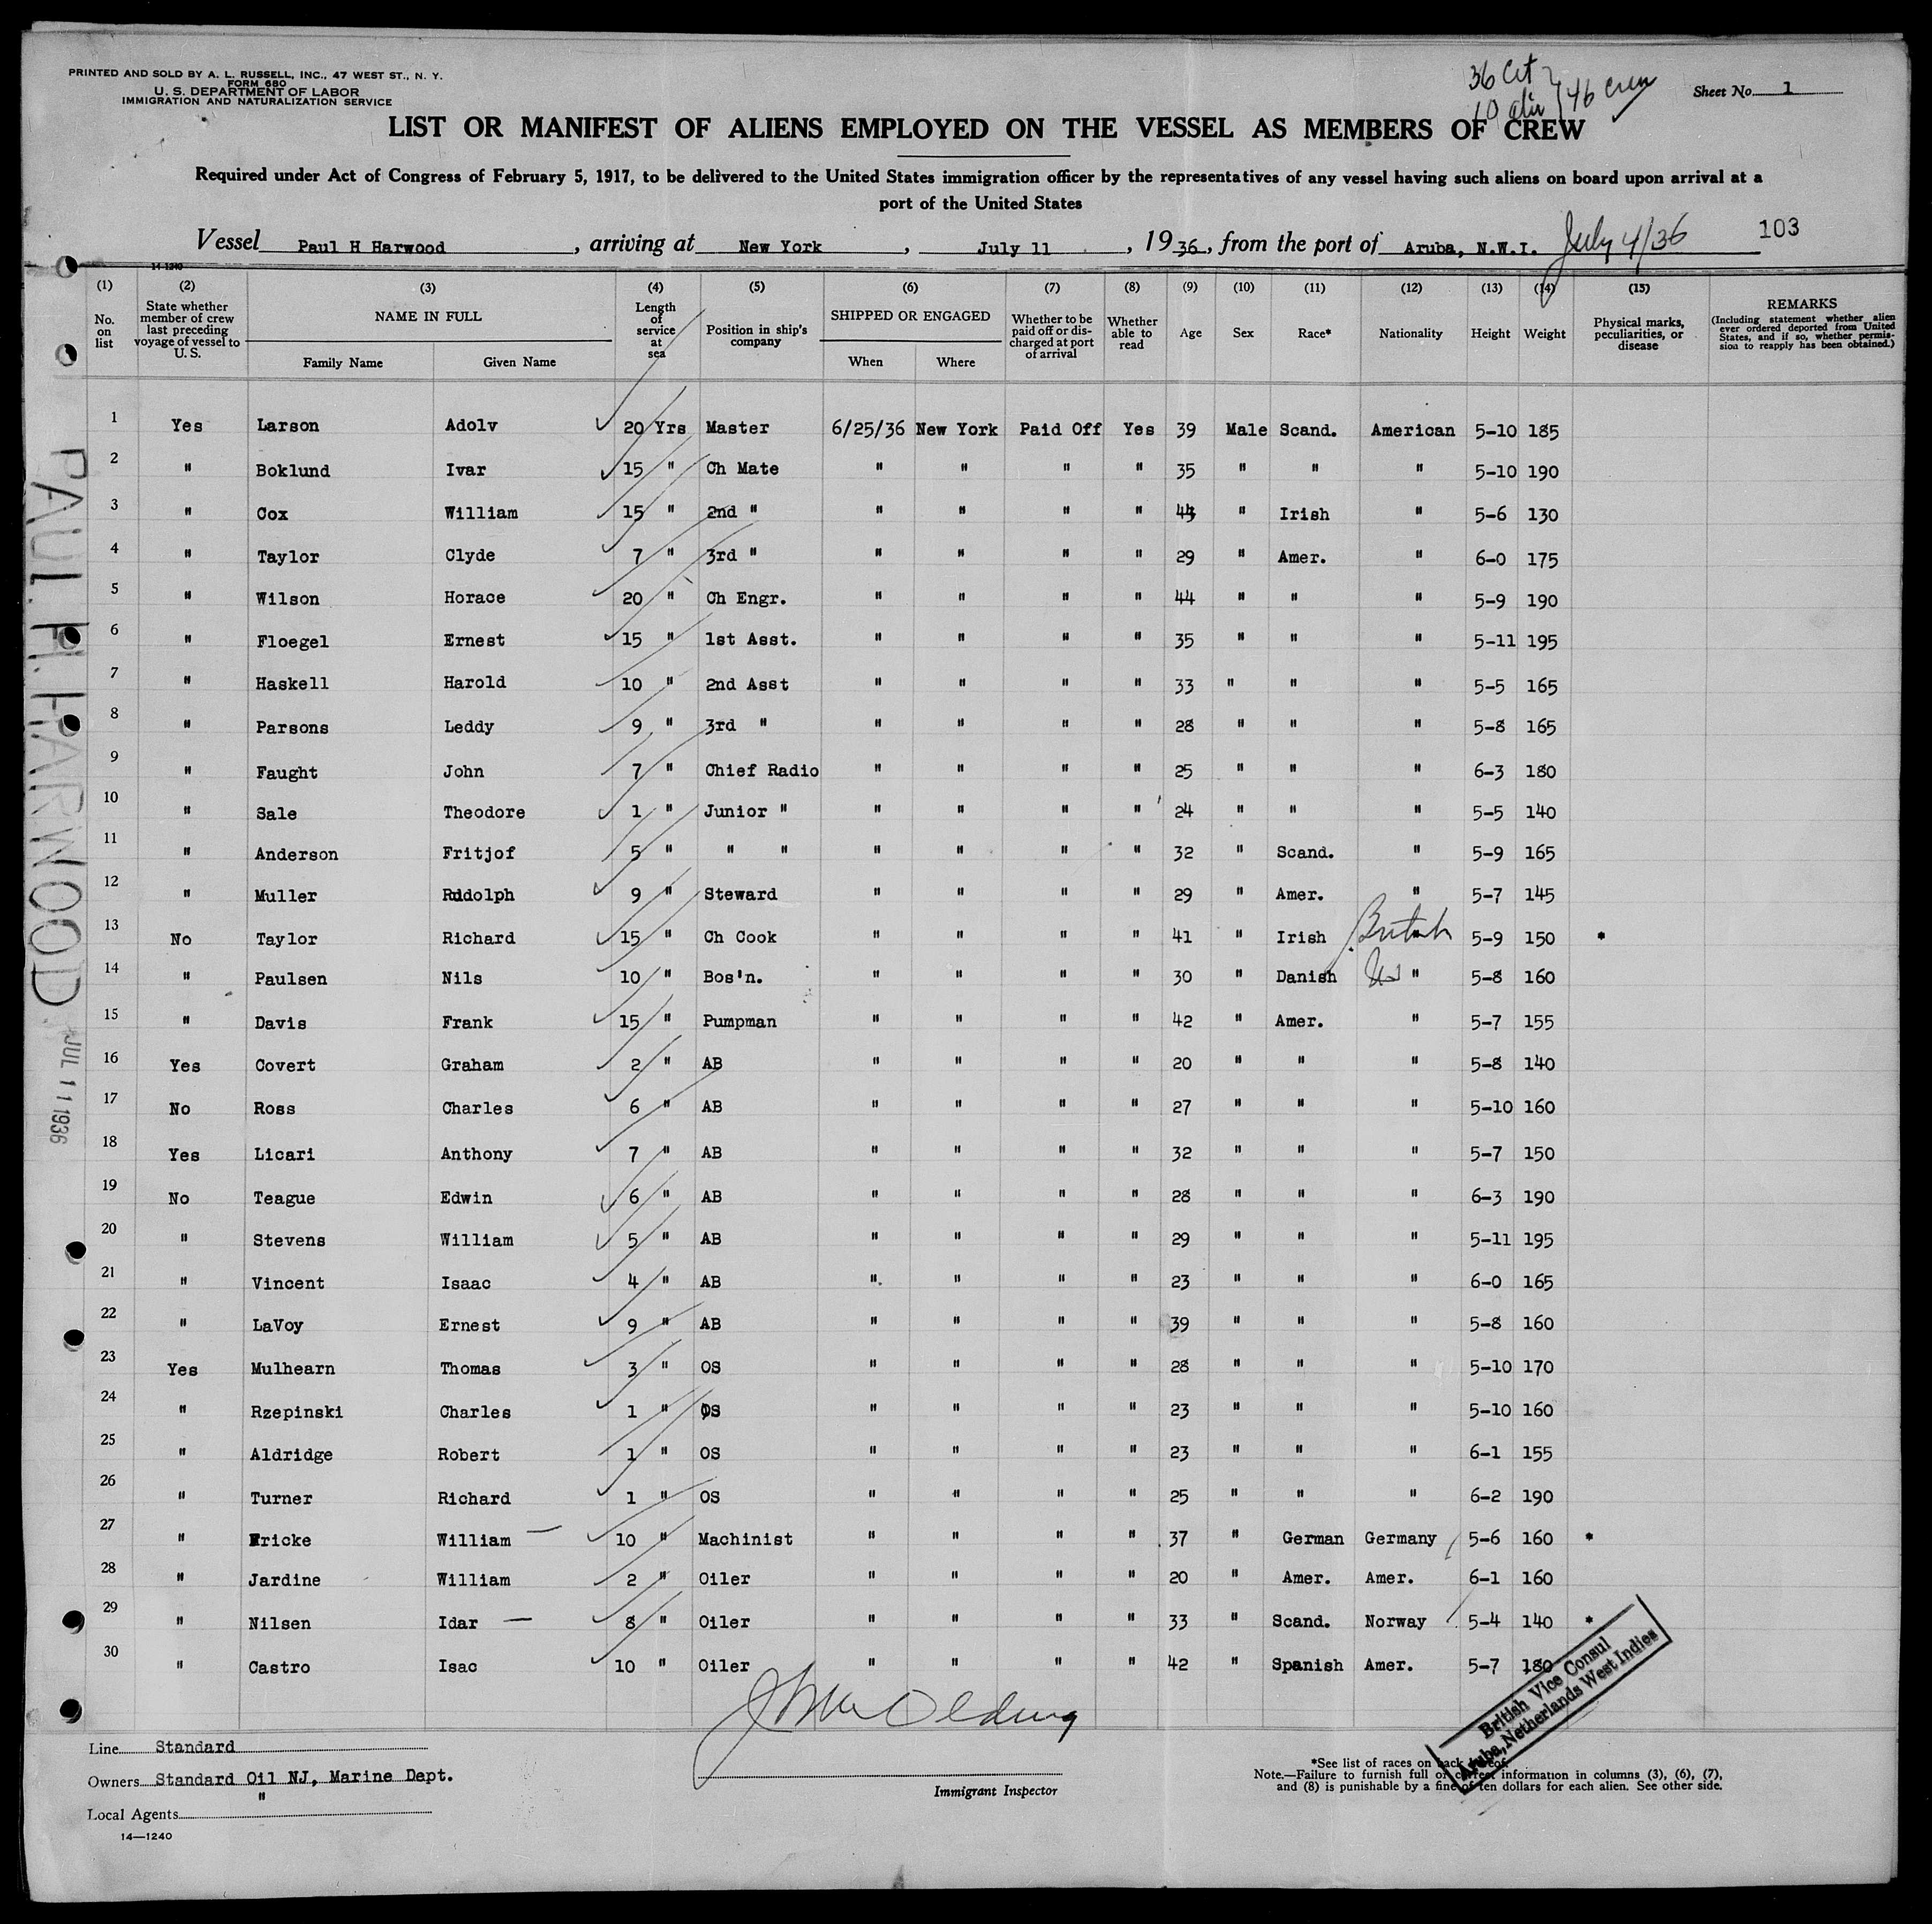 PRINTED AND SOLD BY A. L. RUSSELL, INC., 47 WEST ST., N. Y.
FORM 680
U. S. DEPARTMENT OF LABOR
IMMIGRATION AND NATURALIZATION SERVICE
36 Cit
10 alien 46 crew
Sheet No. 1
LIST OR MANIFEST OF ALIENS EMPLOYED ON THE VESSEL AS MEMBERS OF CREW
Required under Act of Congress of February 5, 1917, to be delivered to the United States immigration officer by the representatives of any vessel having such aliens on board upon arrival at a
port of the United States
Vessel Paul H Harwood, arriving at New York, July 11, 1936, from the port of Aruba, N.W.I. July 4/36 103
14-1240
(1) No. on list
(2) State whether member of crew last preceding voyage of vessel to U.S.
(3) NAME IN FULL Family Name Given Name
(4) Length of service at sea
(5) Position in ship's company
(6) SHIPPED OR ENGAGED When Where
(7) Whether to be paid off or discharged at port of arrival
(8) Whether able to read
(9) Age
(10) Sex
(11) Race*
(12) Nationality
(13) Height
(14) Weight
(15) Physical marks, peculiarities, or disease
REMARKS (Including statement whether alien ever ordered deported from United States, and if so, whether permission to reapply has been obtained.)
1 Yes Larson Adolv 20 Yrs Master 6/25/36 New York Paid Off Yes 39 Male Scand. American 5-10 185
2 " Boklund Ivar 15 " Ch Mate " " " " 35 " " " 5-10 190
3 " Cox William 15 " 2nd " " " " " " Irish " 5-6 130
4 " Taylor Clyde 7 " 3rd " " " " " 29 " Amer. " 6-0 175
5 " Wilson Horace 20 " Ch Engr. " " " " 44 " " " 5-9 190
6 " Floegel Ernest 15 " 1st Asst. " " " " 35 " " " 5-11 195
7 " Haskell Harold 10 " 2nd Asst " " " " 33 " " " 5-5 165
8 " Parsons Leddy 9 " 3rd " " " " " 28 " " " 5-8 165
9 " Faught John 7 " Chief Radio " " " " 25 " " " 6-3 180
10 " Sale Theodore 1 " Junior " " " " " 24 " " " 5-5 140
11 " Anderson Fritjof 5 " " " " " " " 32 " Scand. " 5-9 165
12 " Muller Rudolph 9 " Steward " " " " 29 " Amer. " 5-7 145
13 No Taylor Richard 15 " Ch Cook " " " " 41 " Irish British 5-9 150 *
14 " Paulsen Nils 10 " Bos'n. " " " " 30 " Danish US " 5-8 160
15 " Davis Frank 15 " Pumpman " " " " 42 " Amer. " 5-7 155
16 Yes Covert Graham 2 " AB " " " " 20 " " " 5-8 140
17 No Ross Charles 6 " AB " " " " 27 " " " 5-10 160
18 Yes Licari Anthony 7 " AB " " " " 32 " " " 5-7 150
19 No Teague Edwin 6 " AB " " " " 28 " " " 6-3 190
20 " Stevens William 5 " AB " " " " 29 " " " 5-11 195
21 " Vincent Isaac 4 " AB " " " " 23 " " " 6-0 165
22 " LaVoy Ernest 9 " AB " " " " 39 " " " 5-8 160
23 Yes Mulhearn Thomas 3 " OS " " " " 28 " " " 5-10 170
24 " Rzepinski Charles 1 " OS " " " " 23 " " " 5-10 160
25 " Aldridge Robert 1 " OS " " " " 23 " " " 6-1 155
26 " Turner Richard 1 " OS " " " " 25 " " " 6-2 190
27 " William 10 " Machinist " " " " 37 " German Germany 5-6 160 *
28 " Jardine William 2 " Oiler " " " " 20 " Amer. Amer. 6-1 160
29 " Nilsen Idar 8 " Oiler " " " " 33 " Scand. Norway 5-4 140 *
30 " Castro Isac 10 " Oiler " " " " 42 " Spanish Amer. 5-7 180
PAUL H. HARWOOD
JUL 11 1936
British Vice Consul
Aruba, Netherlands West Indies
Line Standard
Owners Standard Oil NJ, Marine Dept.
Local Agents "
14—1240
Immigrant Inspector
*See list of races on back hereof.
Note.—Failure to furnish full or correct information in columns (3), (6), (7),
and (8) is punishable by a fine of ten dollars for each alien. See other side.